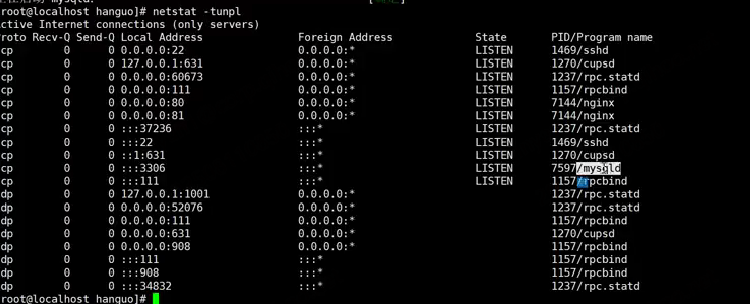 mysqld:
root@localhost hanguo]# netstat -tunpl
ctive Internet connections (only servers)
roto Recv-Q Send-Q Local Address Foreign Address State PID/Program name
cp 0 0 0.0.0.0:22 0.0.0.0:* LISTEN 1469/sshd
cp 0 0 127.0.0.1:631 0.0.0.0:* LISTEN 1270/cupsd
cp 0 0 0.0.0.0:60673 0.0.0.0:* LISTEN 1237/rpc.statd
cp 0 0 0.0.0.0:111 0.0.0.0:* LISTEN 1157/rpcbind
cp 0 0 0.0.0.0:80 0.0.0.0:* LISTEN 7144/nginx
cp 0 0 0.0.0.0:81 0.0.0.0:* LISTEN 7144/nginx
cp 0 0 :::37236 :::* LISTEN 1237/rpc.statd
cp 0 0 :::22 :::* LISTEN 1469/sshd
cp 0 0 ::1:631 :::* LISTEN 1270/cupsd
cp 0 0 :::3306 :::* LISTEN 7597/mysqld
cp 0 0 :::111 :::* LISTEN 1157/rpcbind
dp 0 0 127.0.0.1:1001 0.0.0.0:* 1237/rpc.statd
dp 0 0 0.0.0.0:52076 0.0.0.0:* 1237/rpc.statd
dp 0 0 0.0.0.0:111 0.0.0.0:* 1157/rpcbind
dp 0 0 0.0.0.0:631 0.0.0.0:* 1270/cupsd
dp 0 0 0.0.0.0:908 0.0.0.0:* 1157/rpcbind
dp 0 0 :::111 :::* 1157/rpcbind
dp 0 0 :::908 :::* 1157/rpcbind
dp 0 0 :::34832 :::* 1237/rpc.statd
root@localhost hanguo]#